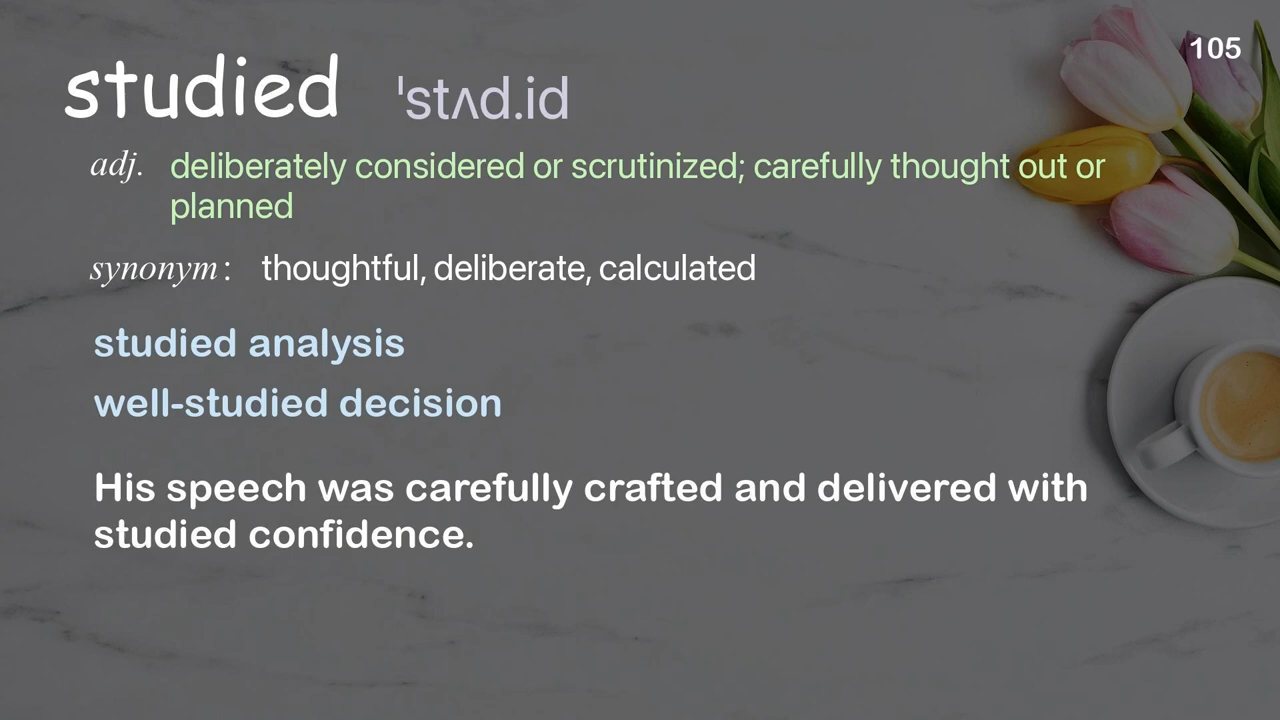 105
studied ˈstʌd.id
adj. deliberately considered or scrutinized; carefully thought out or
planned
synonym: thoughtful, deliberate, calculated
studied analysis
well-studied decision
His speech was carefully crafted and delivered with
studied confidence.